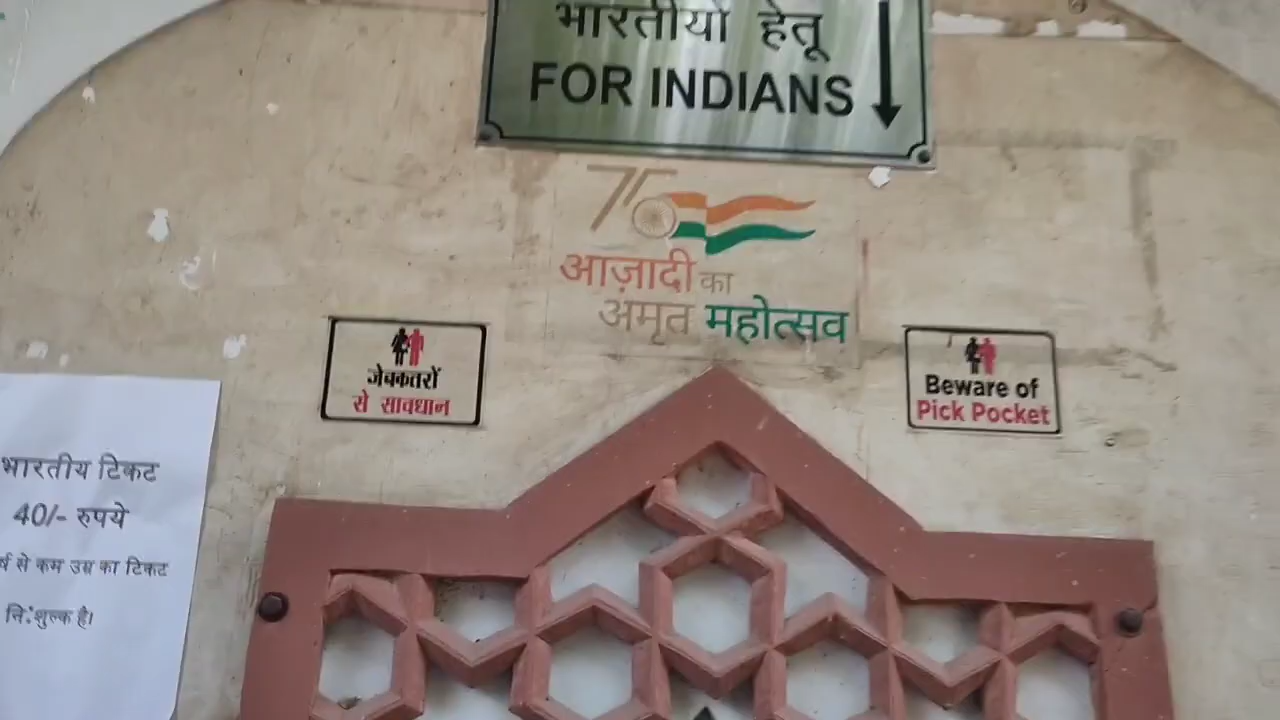 भारतीयों हेतू
FOR INDIANS
75
आज़ादी का
अमृत महोत्सव
जेबकतरों
से सावधान
Beware of
Pick Pocket
भारतीय टिकट
40/- रुपये
से कम उम्र का टिकट
नि:शुल्क है।